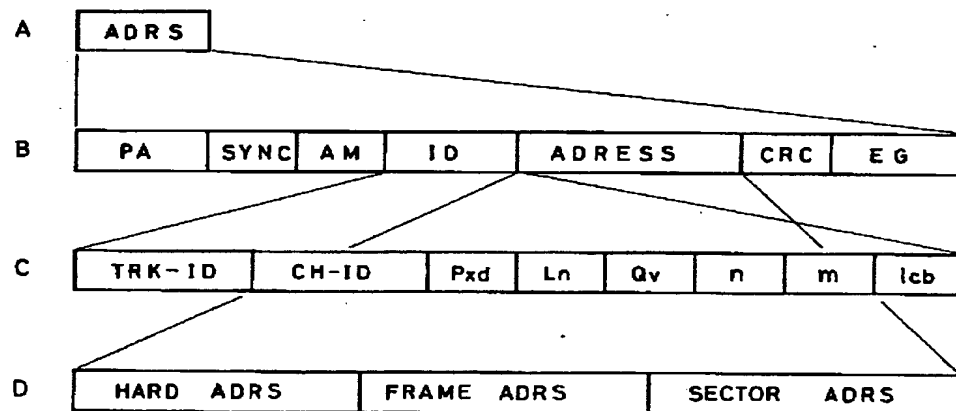 A ADRS
B PA SYNC AM ID ADRESS CRC EG
C TRK-ID CH-ID Pxd Ln Qv n m lcb
D HARD ADRS FRAME ADRS SECTOR ADRS